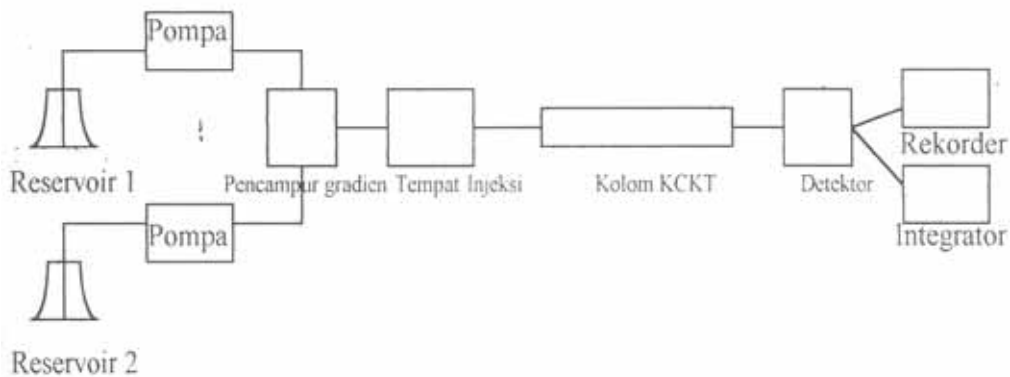 Pompa
Reservoir 1
Pencampur gradien
Tempat Injeksi
Kolom KCKT
Detektor
Rekorder
Integrator
Pompa
Reservoir 2